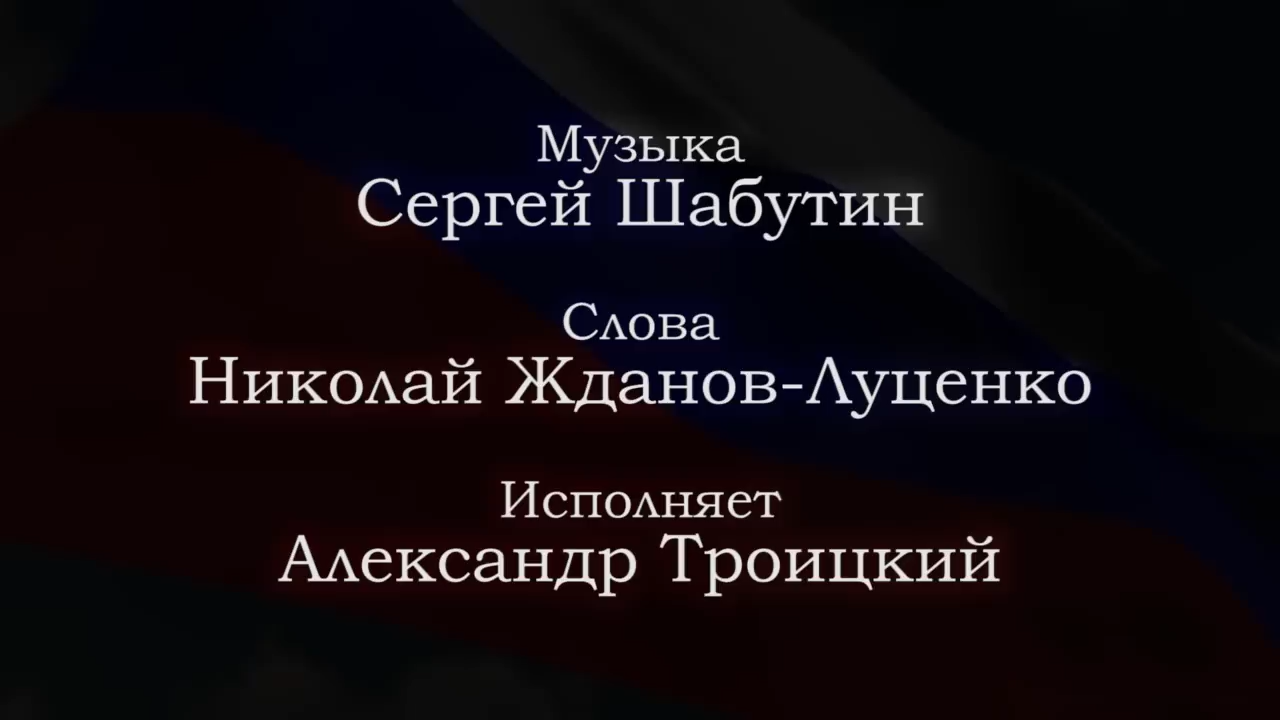 Музыка
Сергей Шабутин
Слова
Николай Жданов-Луценко
Исполняет
Александр Троицкий